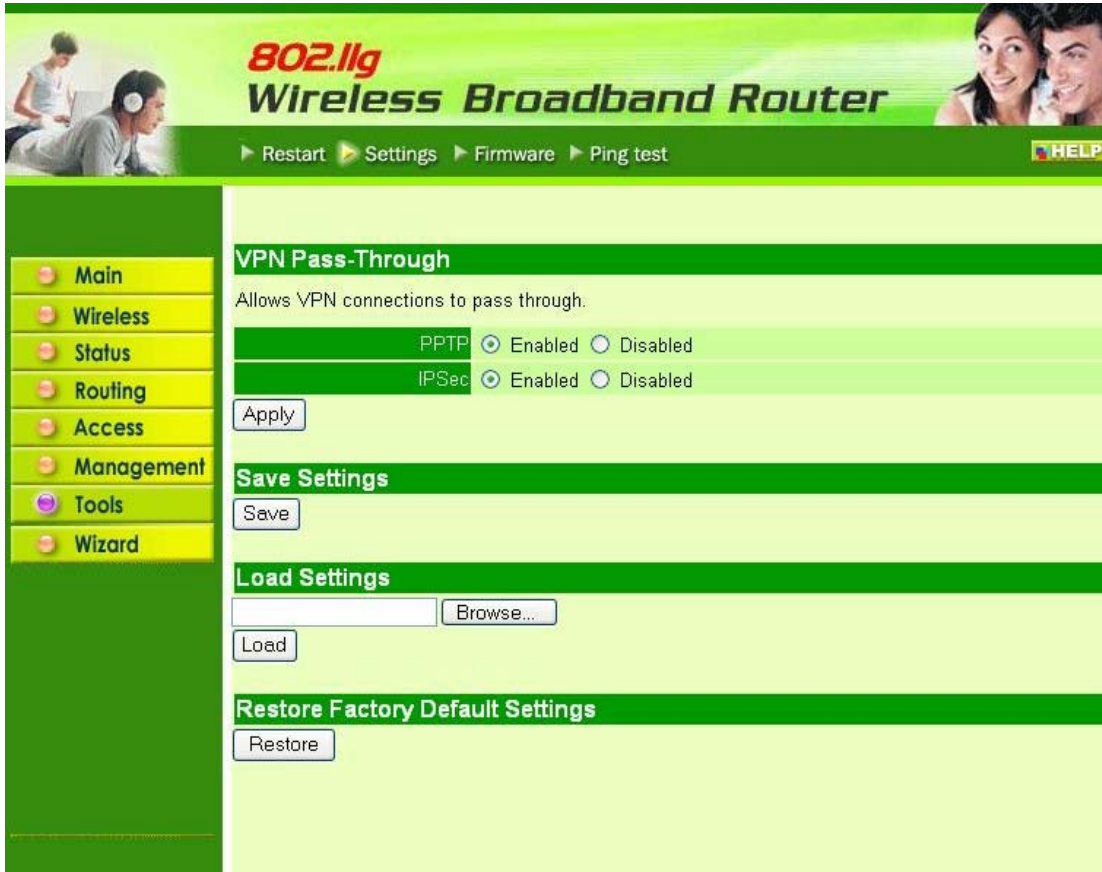 802.11g
Wireless Broadband Router
Restart Settings Firmware Ping test HELP
Main
Wireless
Status
Routing
Access
Management
Tools
Wizard
VPN Pass-Through
Allows VPN connections to pass through.
PPTP Enabled Disabled
IPSec Enabled Disabled
Apply
Save Settings
Save
Load Settings
Browse...
Load
Restore Factory Default Settings
Restore